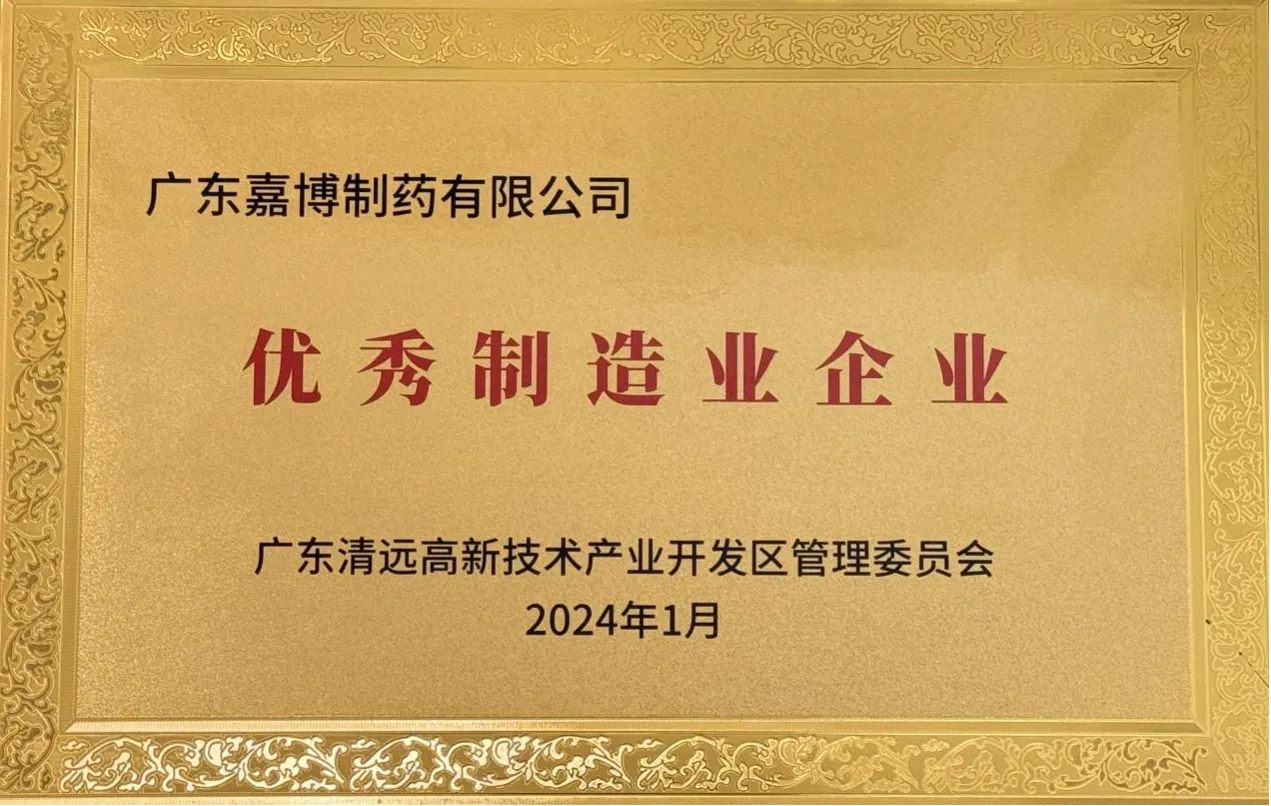 广东嘉博制药有限公司
优秀制造业企业
广东清远高新技术产业开发区管理委员会
2024年1月